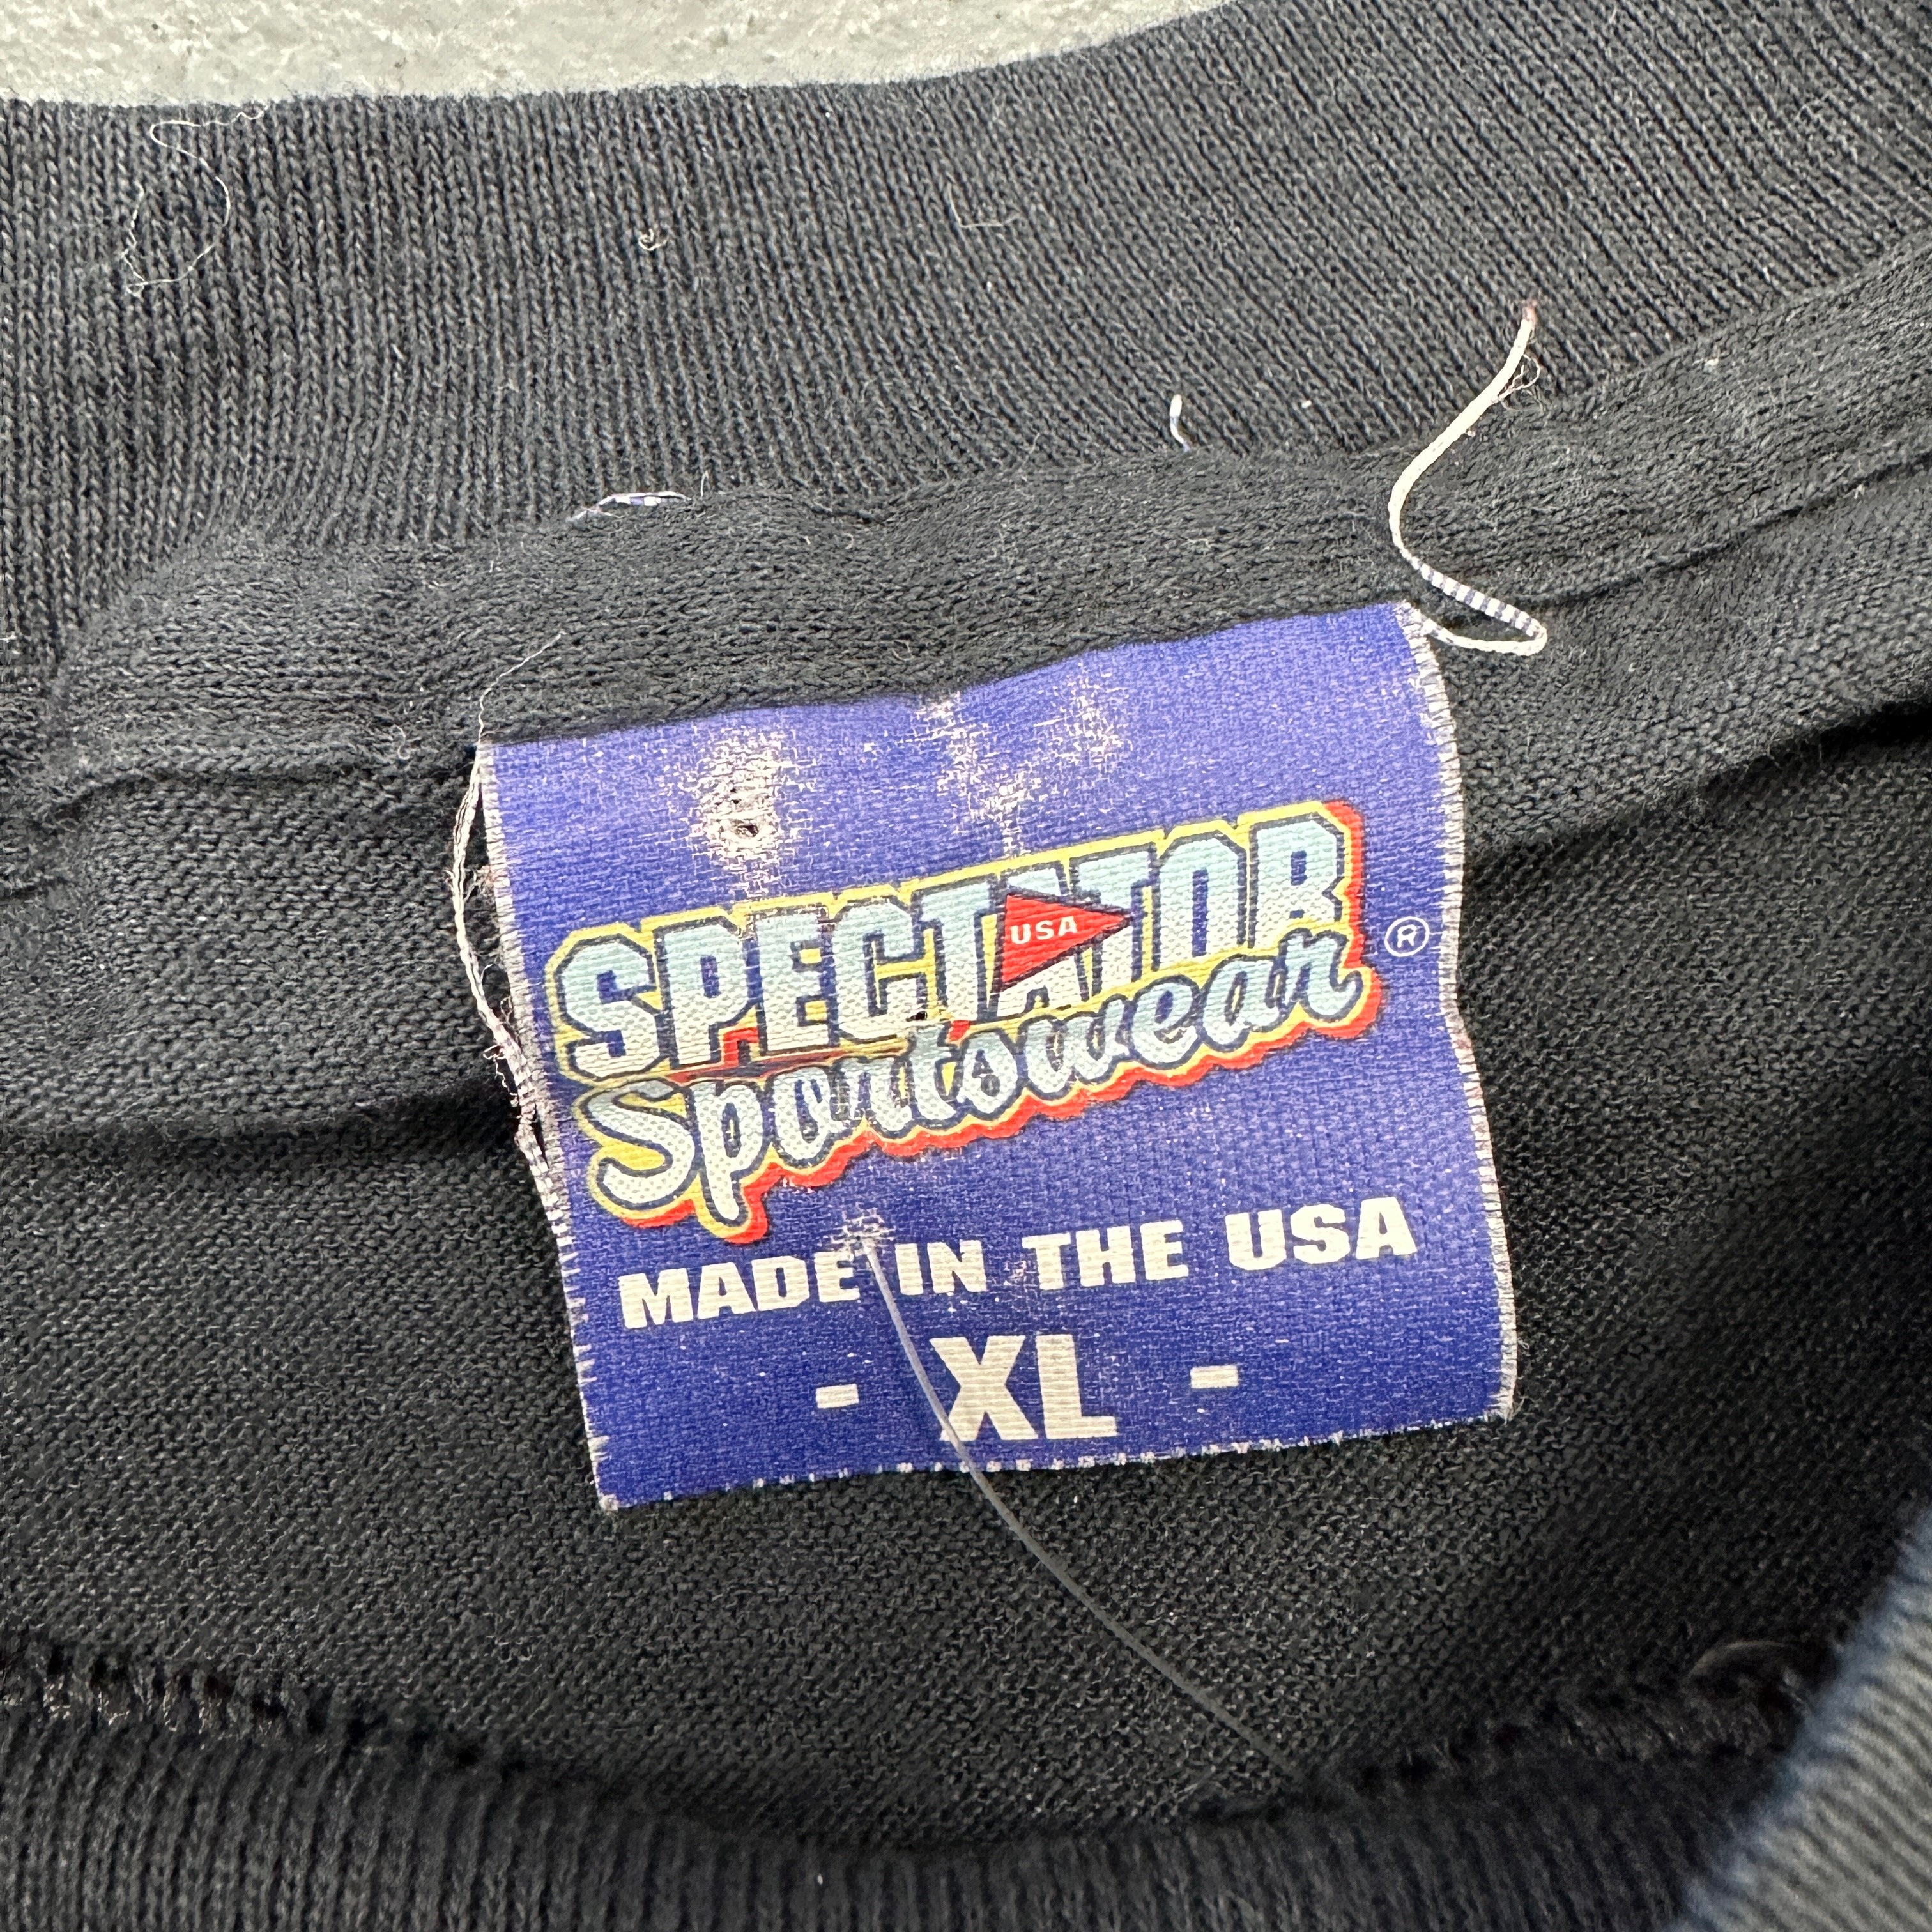 SPECTATOR
USA
Sportswear ®
MADE IN THE USA
- XL -